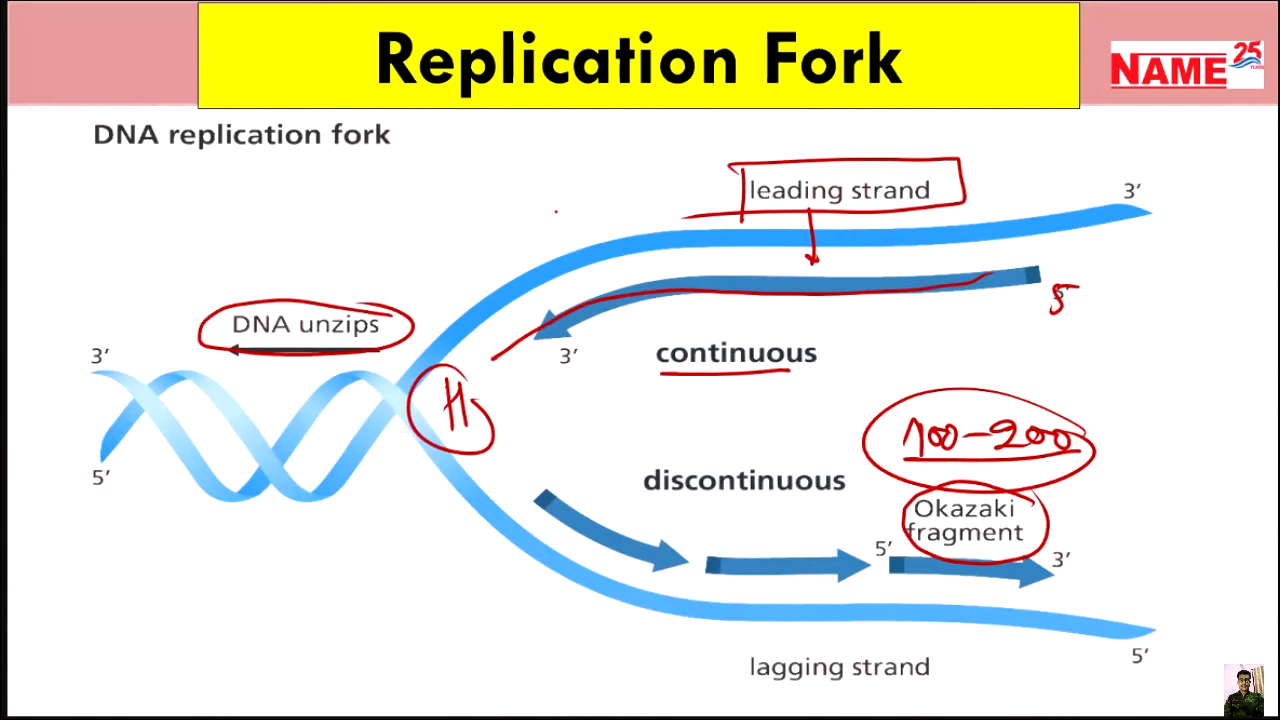 Replication Fork
NAME 25
YEARS
DNA replication fork
leading strand
3'
5'
DNA unzips
3'
3'
continuous
H
100-200
5'
discontinuous
Okazaki
fragment
5'
3'
lagging strand
5'